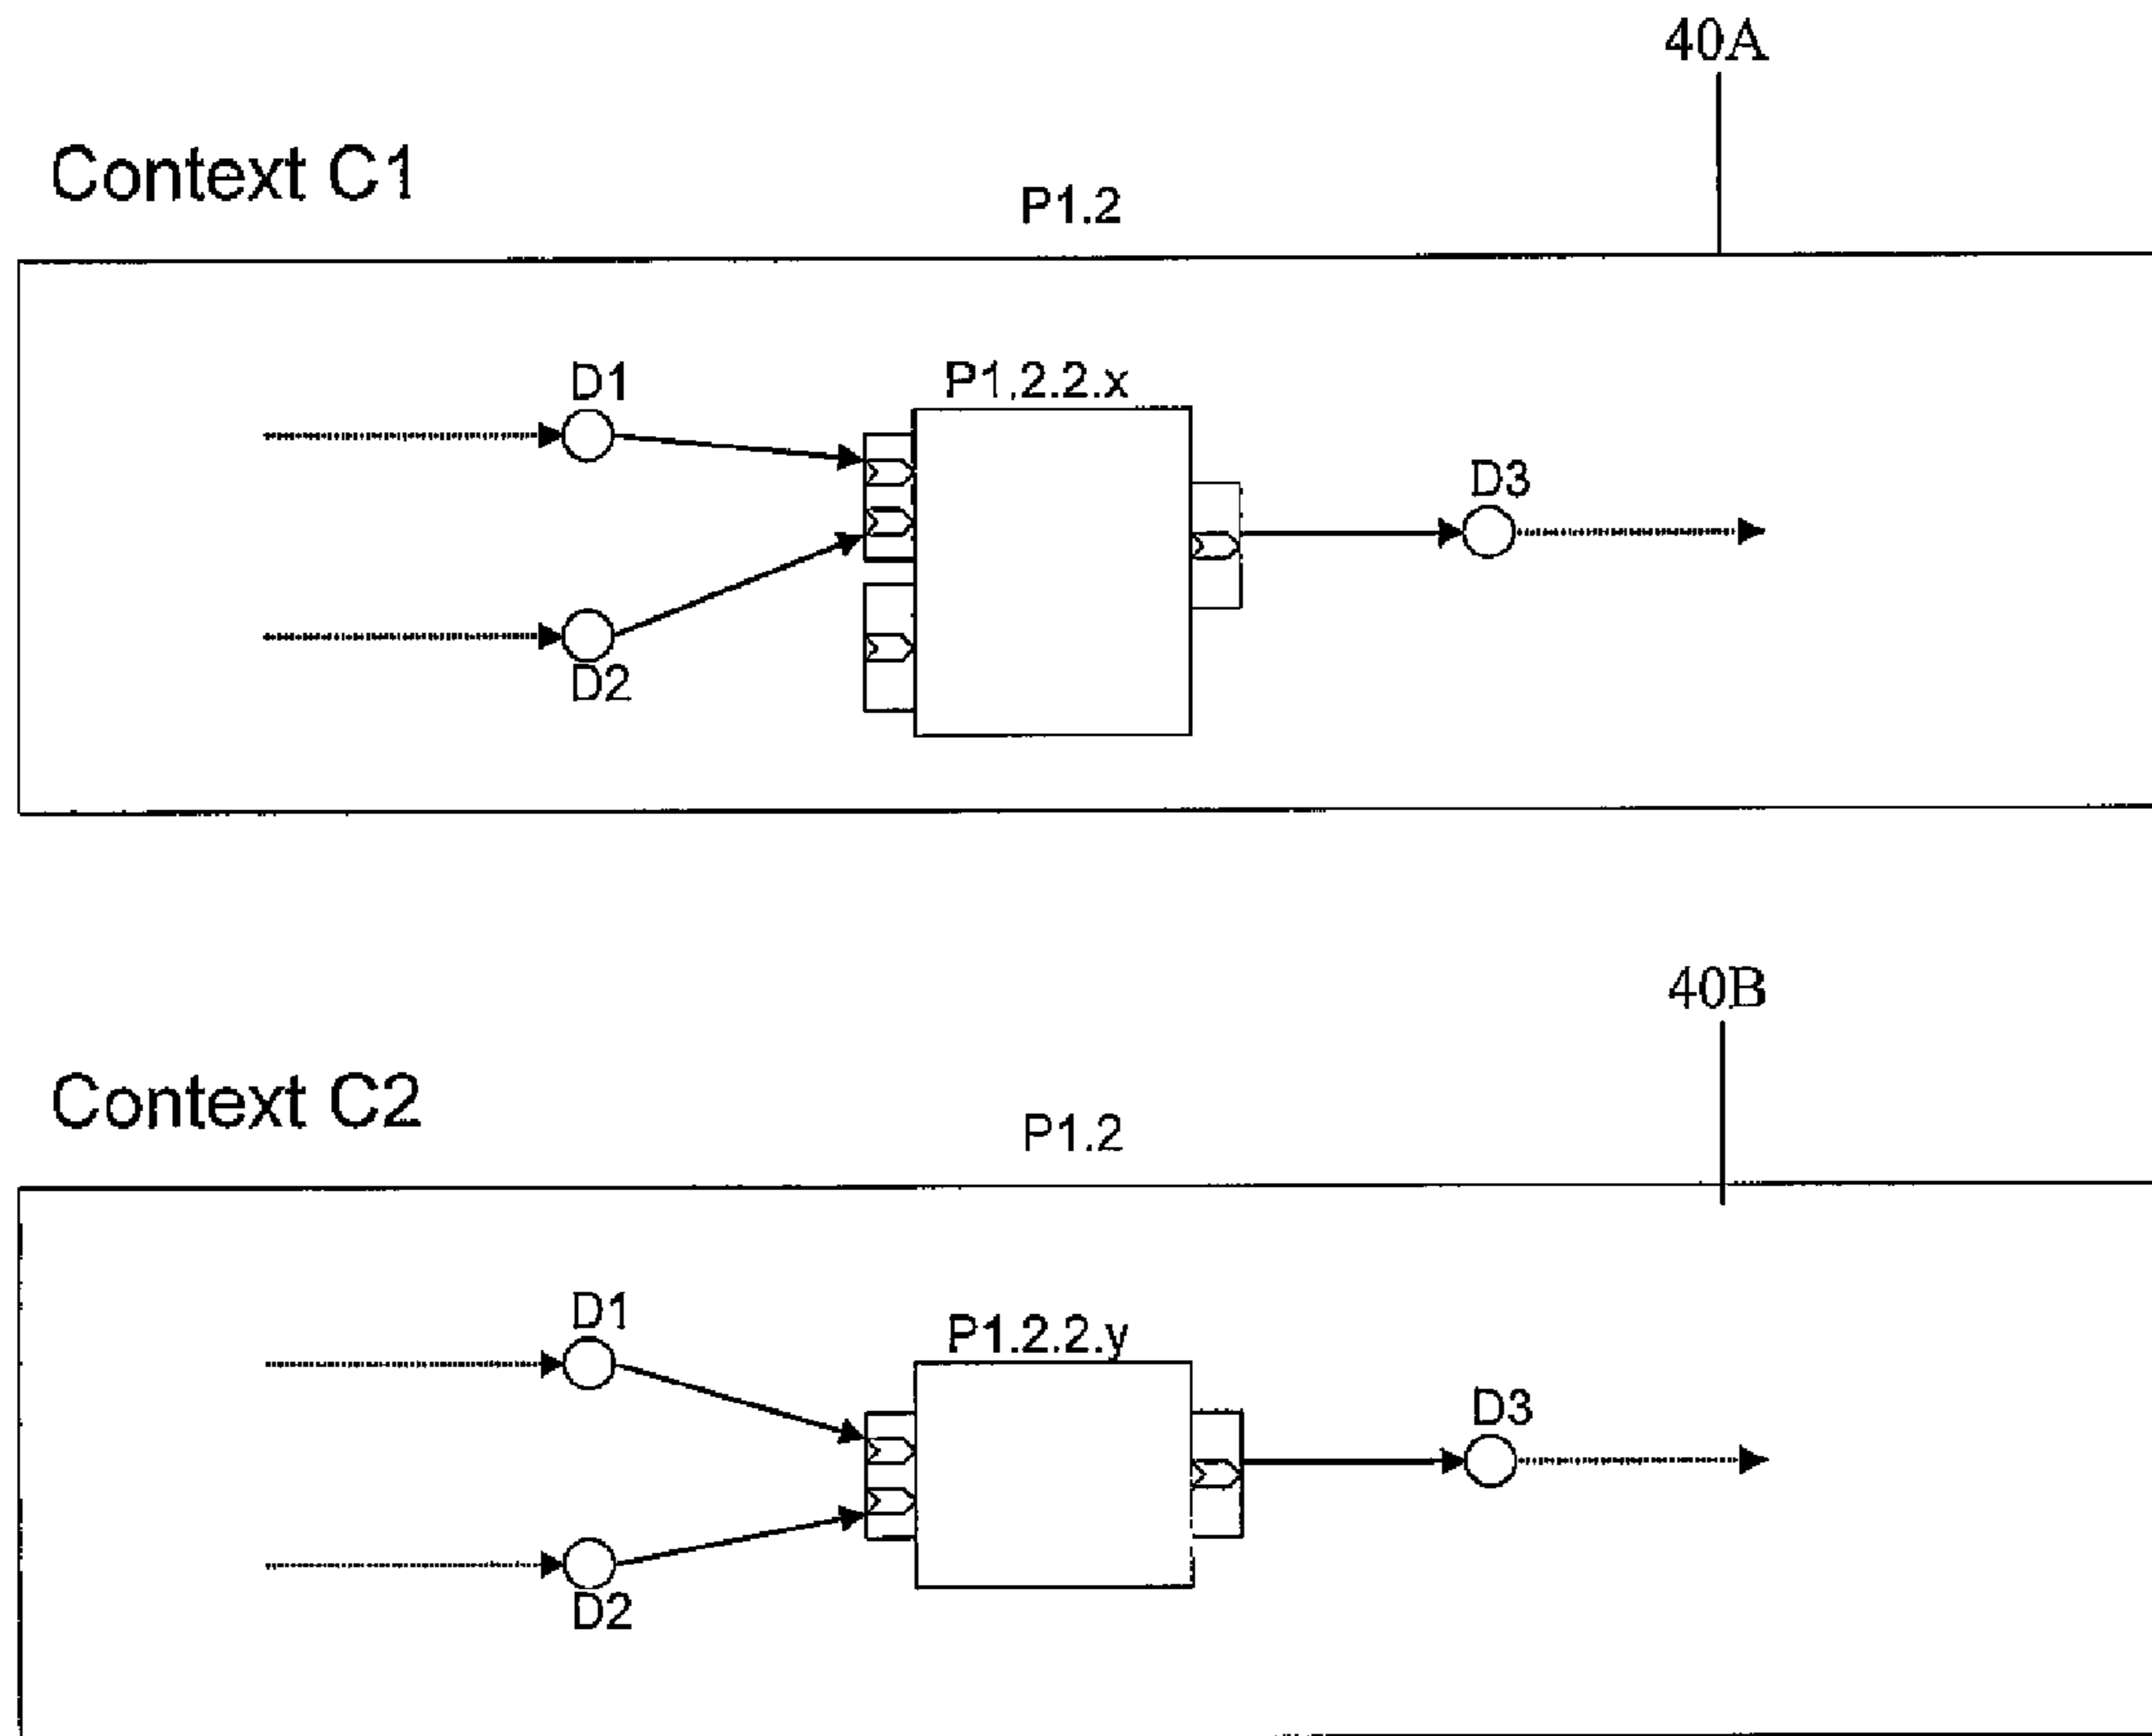 40A
Context C1
P1.2
D1
P1.2.2.x
D3
D2
40B
Context C2
P1.2
D1
P1.2.2.y
D3
D2